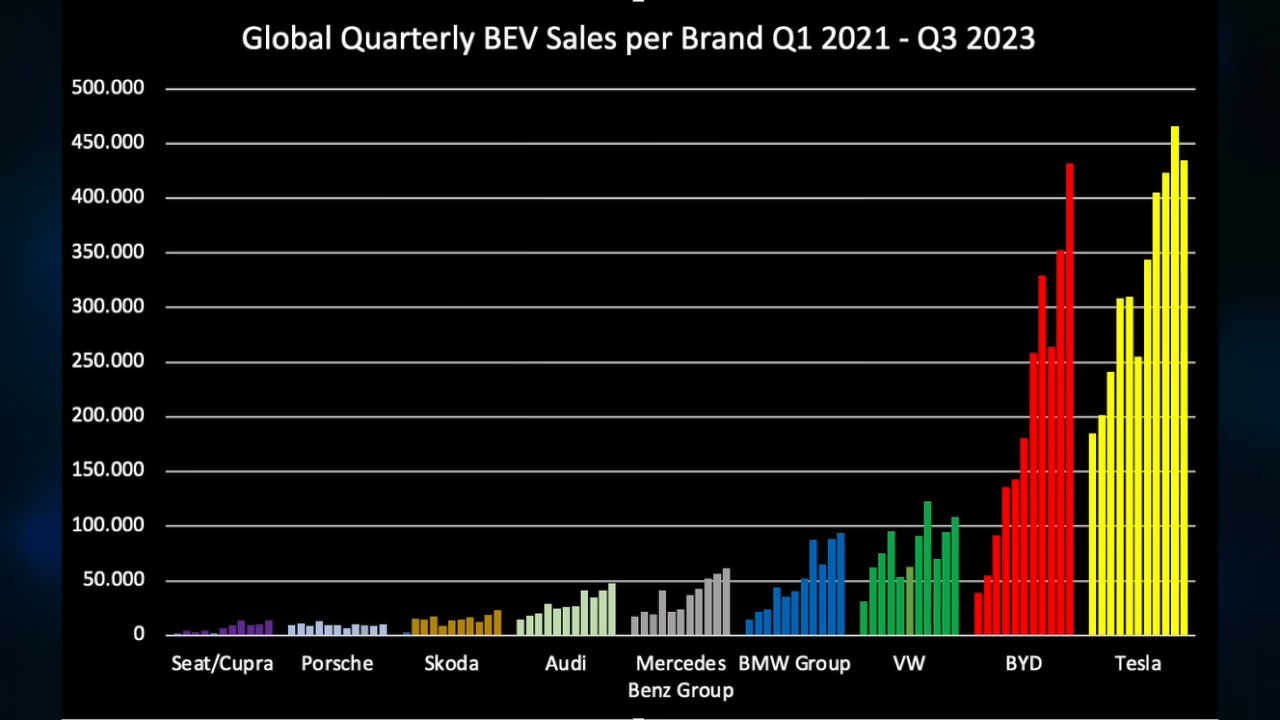 Global Quarterly BEV Sales per Brand Q1 2021 - Q3 2023
500.000
450.000
400.000
350.000
300.000
250.000
200.000
150.000
100.000
50.000
0
Seat/Cupra
Porsche
Skoda
Audi
Mercedes
Benz Group
BMW Group
VW
BYD
Tesla